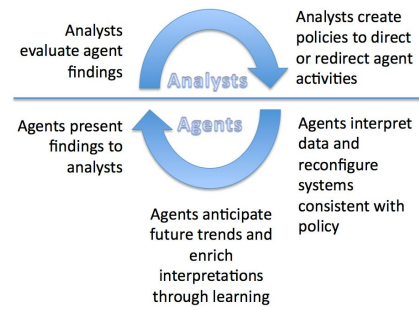 Analysts
evaluate agent
findings
Analysts create
policies to direct
or redirect agent
activities
Analysts
Agents
Agents present
findings to
analysts
Agents interpret
data and
reconfigure
systems
consistent with
policy
Agents anticipate
future trends and
enrich
interpretations
through learning